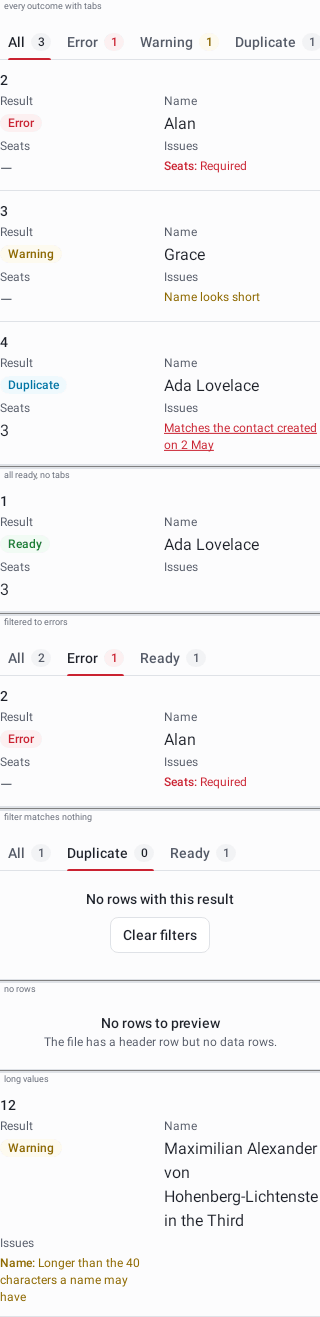 every outcome with tabs
All 3 Error 1 Warning 1 Duplicate 1
2
Result Name
Error Alan
Seats Issues
— Seats: Required
3
Result Name
Warning Grace
Seats Issues
— Name looks short
4
Result Name
Duplicate Ada Lovelace
Seats Issues
3 Matches the contact created
on 2 May
all ready, no tabs
1
Result Name
Ready Ada Lovelace
Seats Issues
3
filtered to errors
All 2 Error 1 Ready 1
2
Result Name
Error Alan
Seats Issues
— Seats: Required
filter matches nothing
All 1 Duplicate 0 Ready 1
No rows with this result
Clear filters
no rows
No rows to preview
The file has a header row but no data rows.
long values
12
Result Name
Warning Maximilian Alexander
von
Hohenberg-Lichtenste
in the Third
Issues
Name: Longer than the 40
characters a name may
have